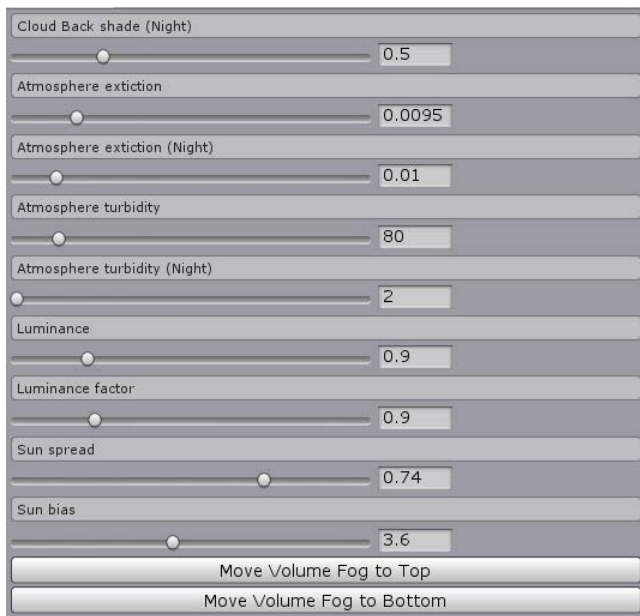 Cloud Back shade (Night)
0.5
Atmosphere extiction
0.0095
Atmosphere extiction (Night)
0.01
Atmosphere turbidity
80
Atmosphere turbidity (Night)
2
Luminance
0.9
Luminance factor
0.9
Sun spread
0.74
Sun bias
3.6
Move Volume Fog to Top
Move Volume Fog to Bottom